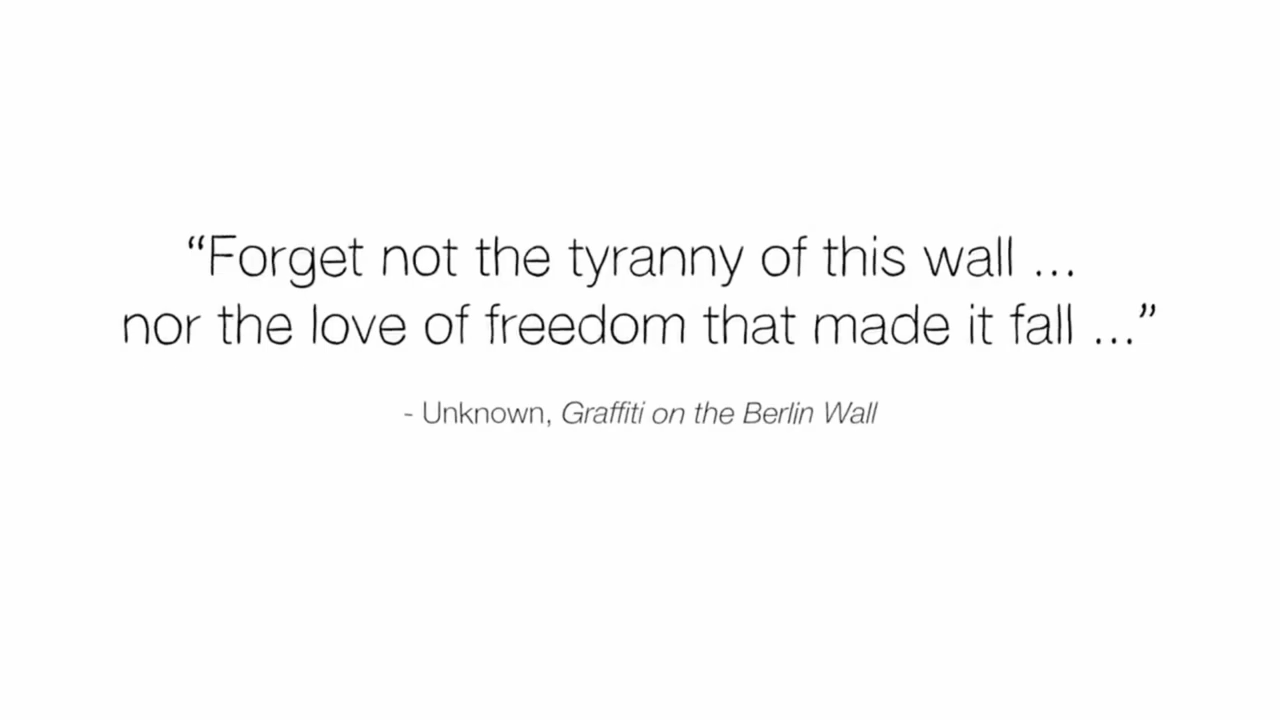 “Forget not the tyranny of this wall ...
nor the love of freedom that made it fall ...”
- Unknown, Graffiti on the Berlin Wall